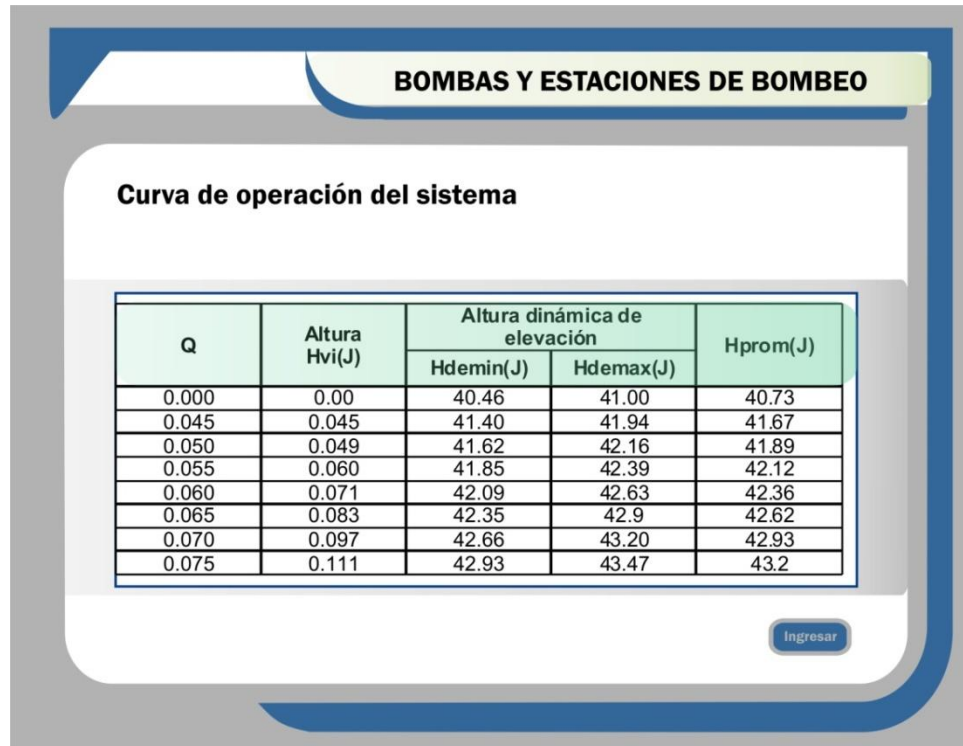 BOMBAS Y ESTACIONES DE BOMBEO
Curva de operación del sistema
Q Altura Hvi(J) Altura dinámica de elevación Hprom(J)
Hdemin(J) Hdemax(J)
0.000 0.00 40.46 41.00 40.73
0.045 0.045 41.40 41.94 41.67
0.050 0.049 41.62 42.16 41.89
0.055 0.060 41.85 42.39 42.12
0.060 0.071 42.09 42.63 42.36
0.065 0.083 42.35 42.9 42.62
0.070 0.097 42.66 43.20 42.93
0.075 0.111 42.93 43.47 43.2
Ingresar